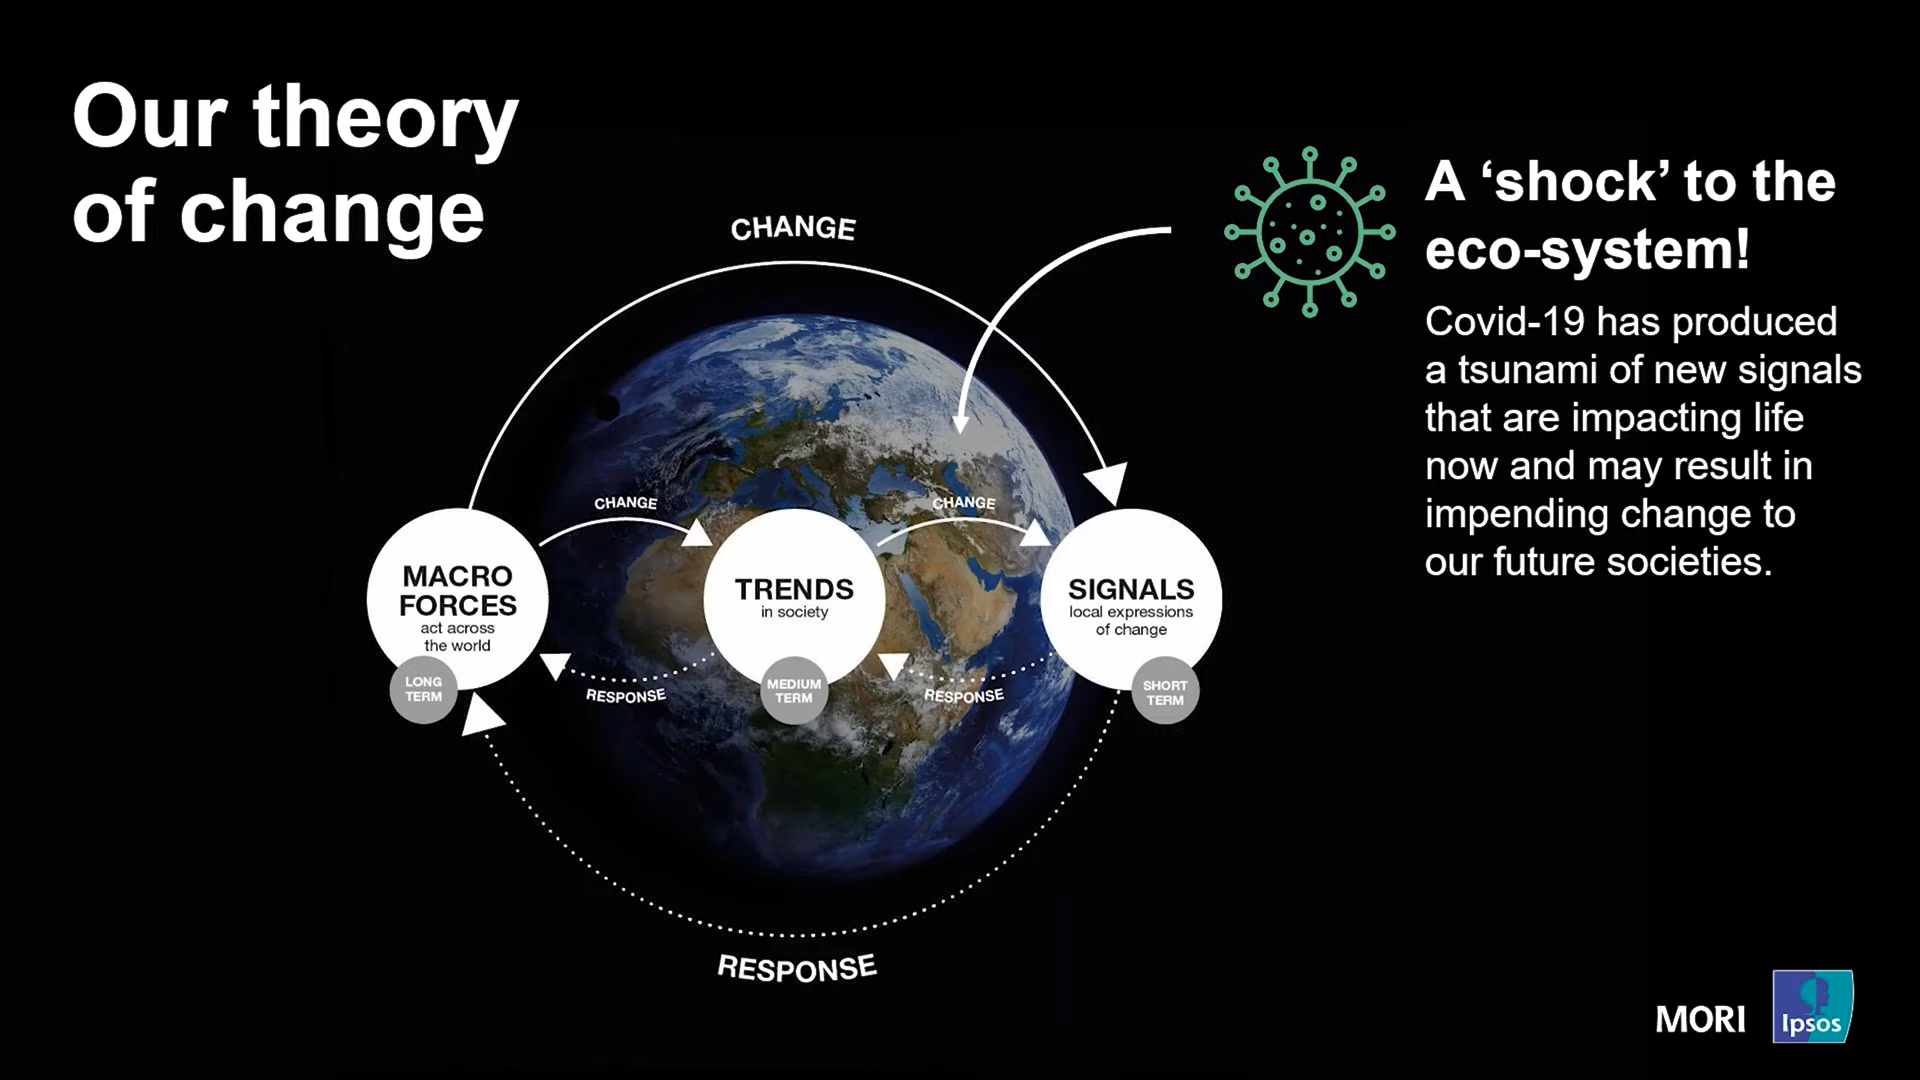 Our theory
of change
CHANGE
A ‘shock’ to the
eco-system!
Covid-19 has produced
a tsunami of new signals
that are impacting life
now and may result in
impending change to
our future societies.
CHANGE
CHANGE
MACRO
FORCES
act across
the world
LONG
TERM
TRENDS
in society
MEDIUM
TERM
SIGNALS
local expressions
of change
SHORT
TERM
RESPONSE
RESPONSE
RESPONSE
MORI
Ipsos